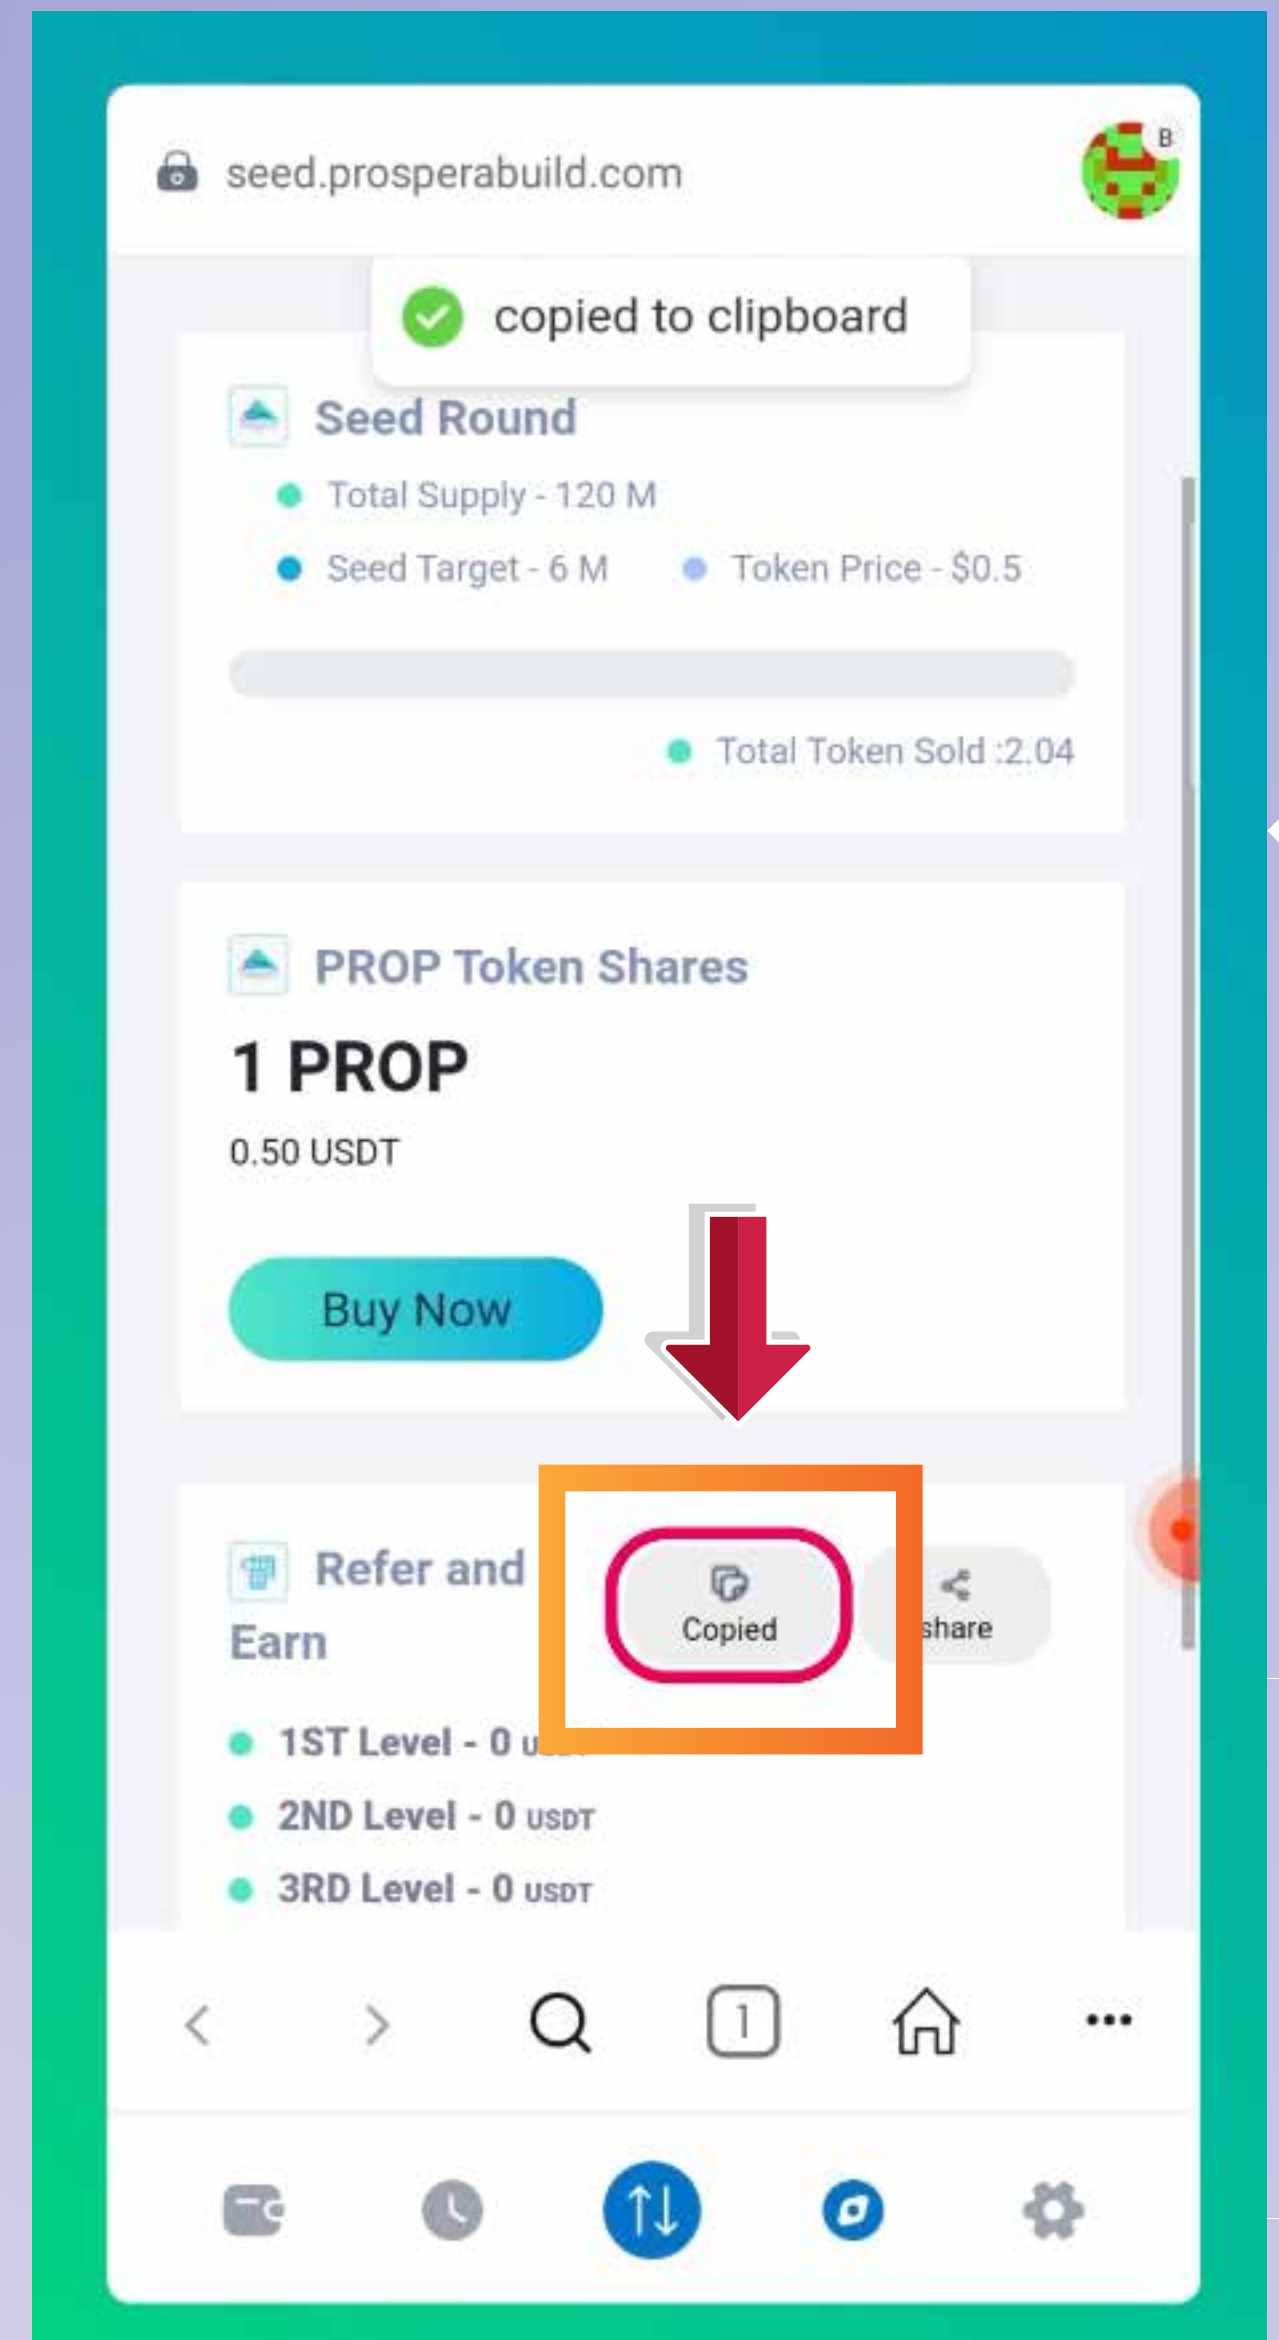 seed.prosperabuild.com
B
copied to clipboard
Seed Round
Total Supply - 120 M
Seed Target - 6 M
Token Price - $0.5
Total Token Sold :2.04
PROP Token Shares
1 PROP
0.50 USDT
Buy Now
Refer and
Earn
Copied
share
1ST Level - 0
2ND Level - 0 USDT
3RD Level - 0 USDT
1